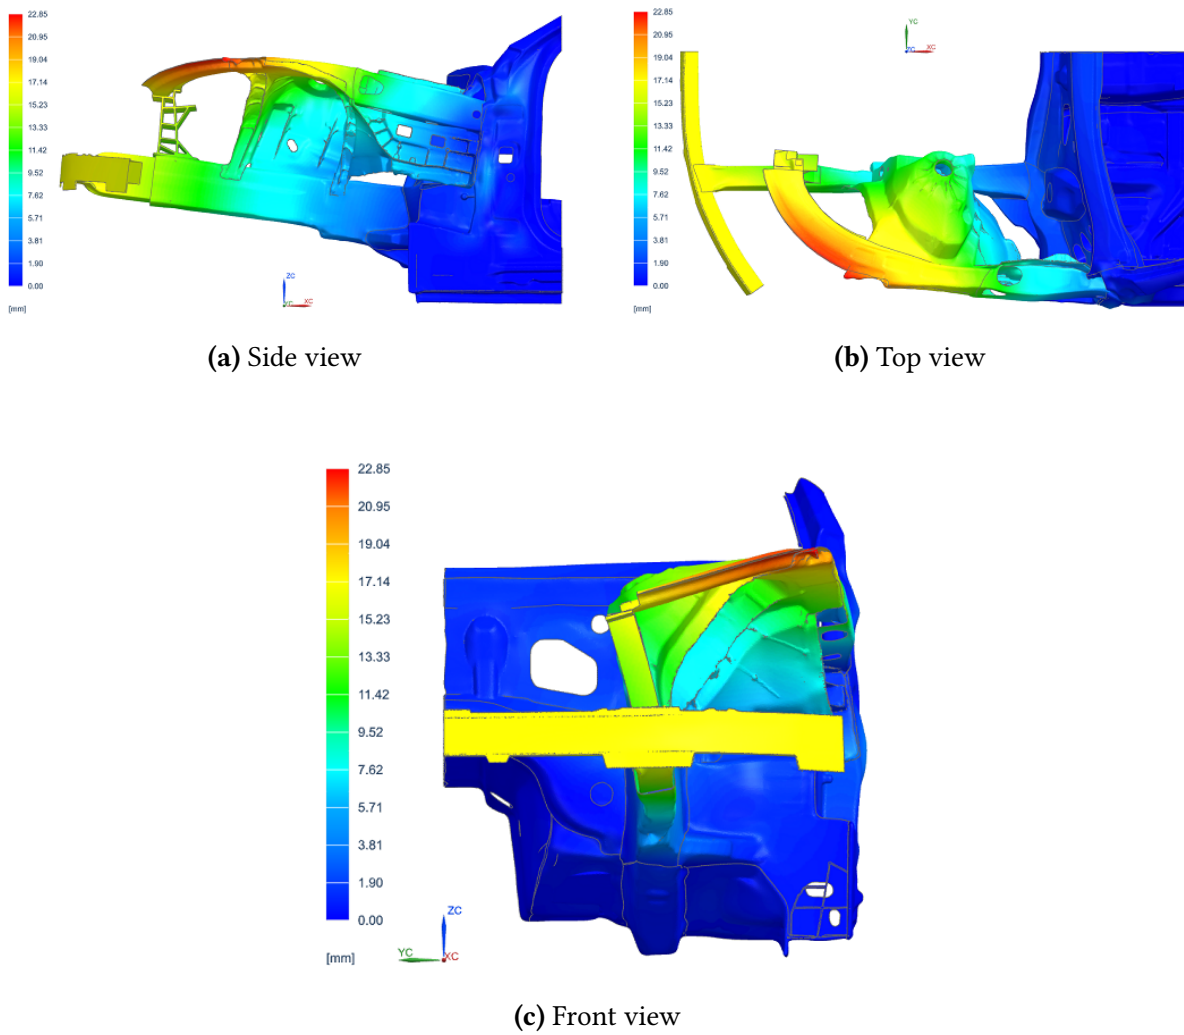 22.85
20.95
19.04
17.14
15.23
13.33
11.42
9.52
7.62
5.71
3.81
1.90
0.00
[mm]
ZC
YC
XC
(a) Side view
22.85
20.95
19.04
17.14
15.23
13.33
11.42
9.52
7.62
5.71
3.81
1.90
0.00
[mm]
YC
ZC
XC
(b) Top view
22.85
20.95
19.04
17.14
15.23
13.33
11.42
9.52
7.62
5.71
3.81
1.90
0.00
[mm]
ZC
YC
XC
(c) Front view